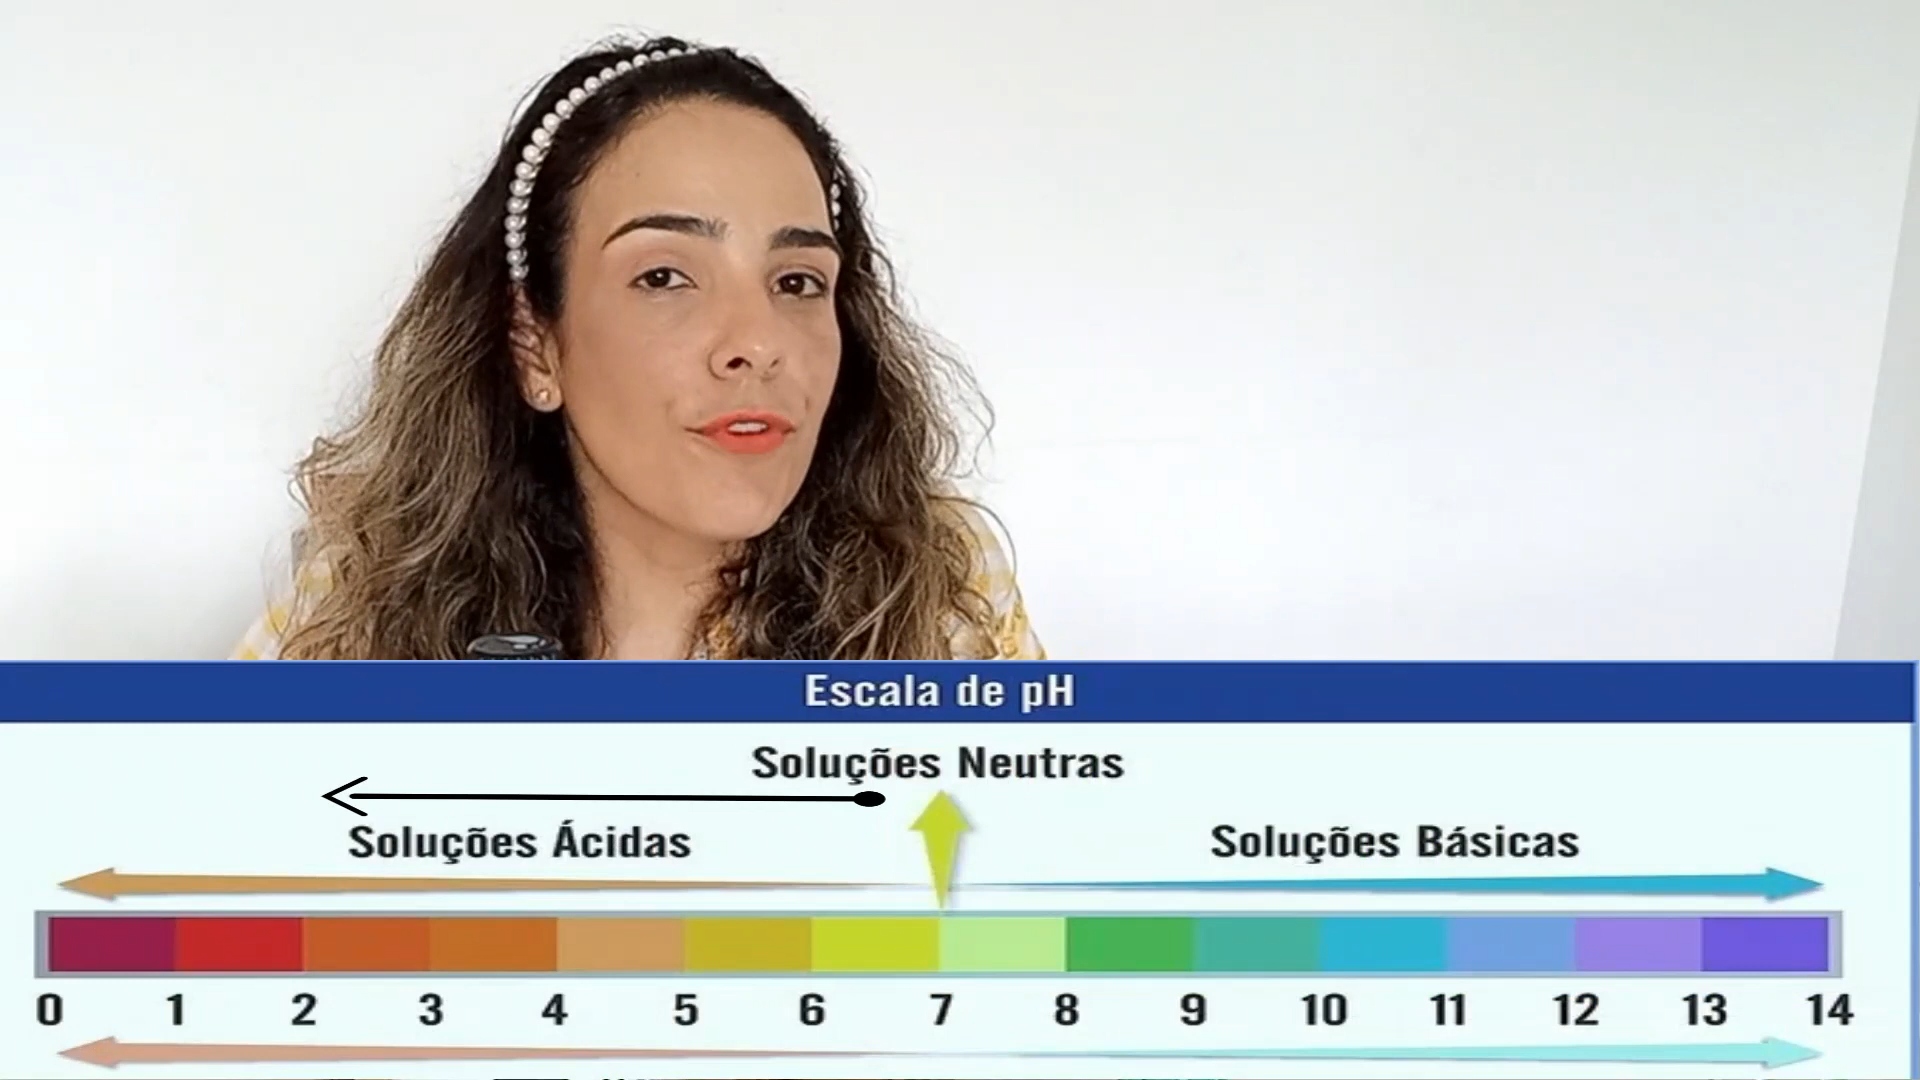 Escala de pH
Soluções Neutras
Soluções Ácidas Soluções Básicas
0 1 2 3 4 5 6 7 8 9 10 11 12 13 14